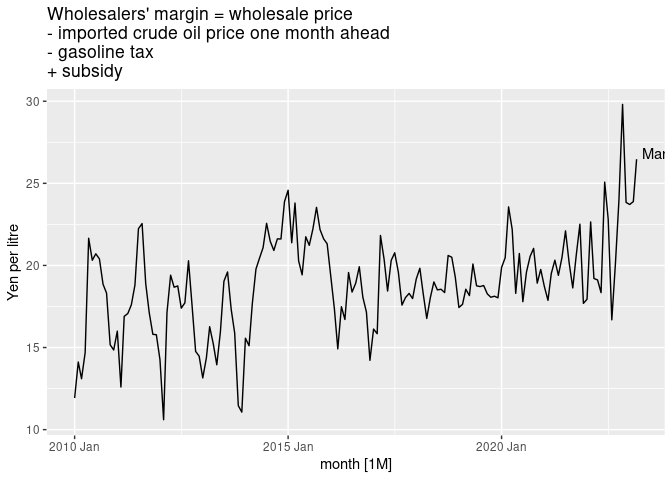 Wholesalers' margin = wholesale price
- imported crude oil price one month ahead
- gasoline tax
+ subsidy
30
25
20
15
10
Yen per litre
Mar
2010 Jan
2015 Jan
2020 Jan
month [1M]